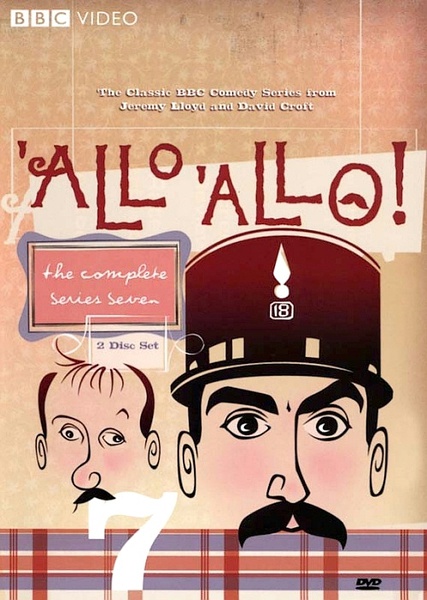 BBC VIDEO
The Classic BBC Comedy Series from
Jeremy Lloyd and David Croft
'ALLO 'ALLO!
the complete
series seven
2 Disc Set
18
7
DVD